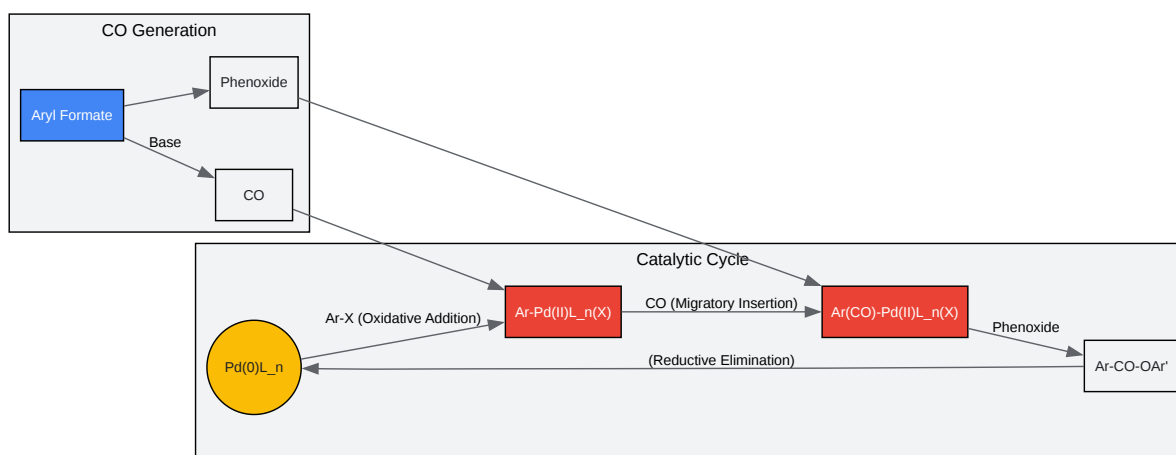 CO Generation
Phenoxide
Aryl Formate
Base
CO
Catalytic Cycle
Ar-X (Oxidative Addition)
Ar-Pd(II)L_n(X)
CO (Migratory Insertion)
Ar(CO)-Pd(II)L_n(X)
Phenoxide
(Reductive Elimination)
Pd(0)L_n
Ar-CO-OAr'